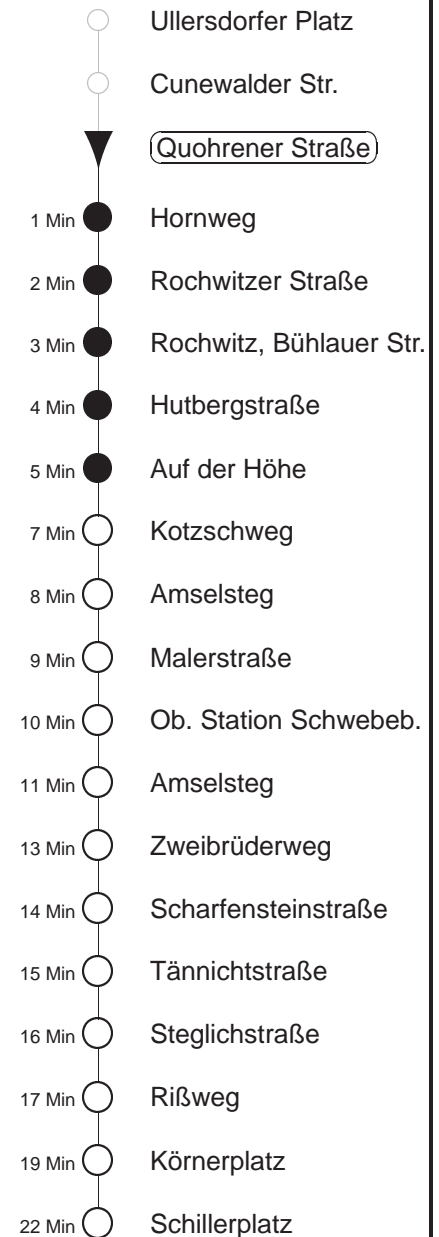 Ullersdorfer Platz
Cunewalder Str.
Quohrener Straße
1 Min Hornweg
2 Min Rochwitzer Straße
3 Min Rochwitz, Bühlauer Str.
4 Min Hutbergstraße
5 Min Auf der Höhe
7 Min Kotzschweg
8 Min Amselsteg
9 Min Malerstraße
10 Min Ob. Station Schwebeb.
11 Min Amselsteg
13 Min Zweibrüderweg
14 Min Scharfensteinstraße
15 Min Tännichtstraße
16 Min Steglichstraße
17 Min Rißweg
19 Min Körnerplatz
22 Min Schillerplatz